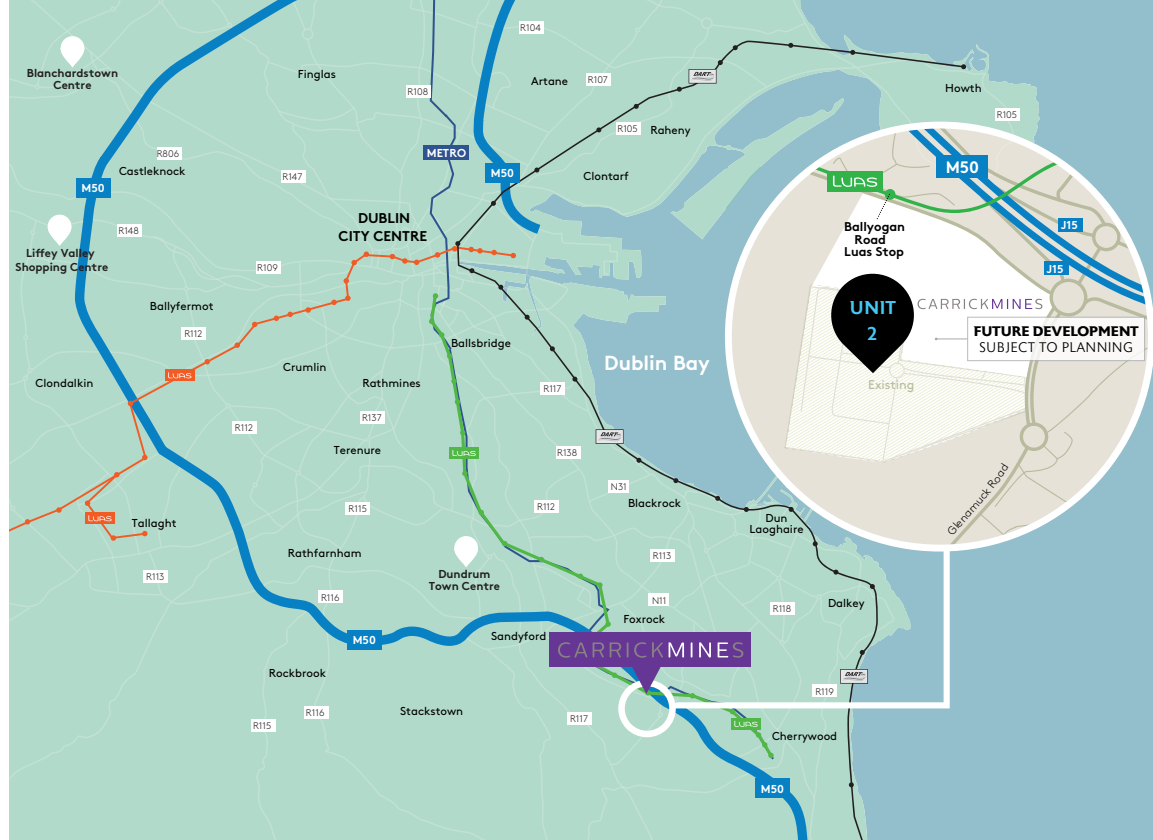 R104
Blanchardstown
Centre
Finglas
R108
Artane
R107
DART
Howth
R105
R105
Raheny
R806
Castleknock
METRO
M50
M50
R147
Clontarf
M50
LUAS
DUBLIN
CITY CENTRE
R148
Liffey Valley
Shopping Centre
R109
Ballyogan
Road
Luas Stop
J15
J15
Ballyfermot
R112
UNIT
2
CARRICKMINES
FUTURE DEVELOPMENT
SUBJECT TO PLANNING
Existing
Ballsbridge
Dublin Bay
Crumlin
Clondalkin
LUAS
Rathmines
R117
R137
R112
DART
Terenure
LUAS
R138
N31
Glenamuck Road
Blackrock
R115
R112
LUAS
Tallaght
Dun
Laoghaire
Rathfarnham
R113
R113
Dundrum
Town Centre
R116
N11
R118
Dalkey
Foxrock
M50
Sandyford
CARRICKMINES
Rockbrook
DART
R119
R116
R115
Stackstown
R117
LUAS
Cherrywood
M50